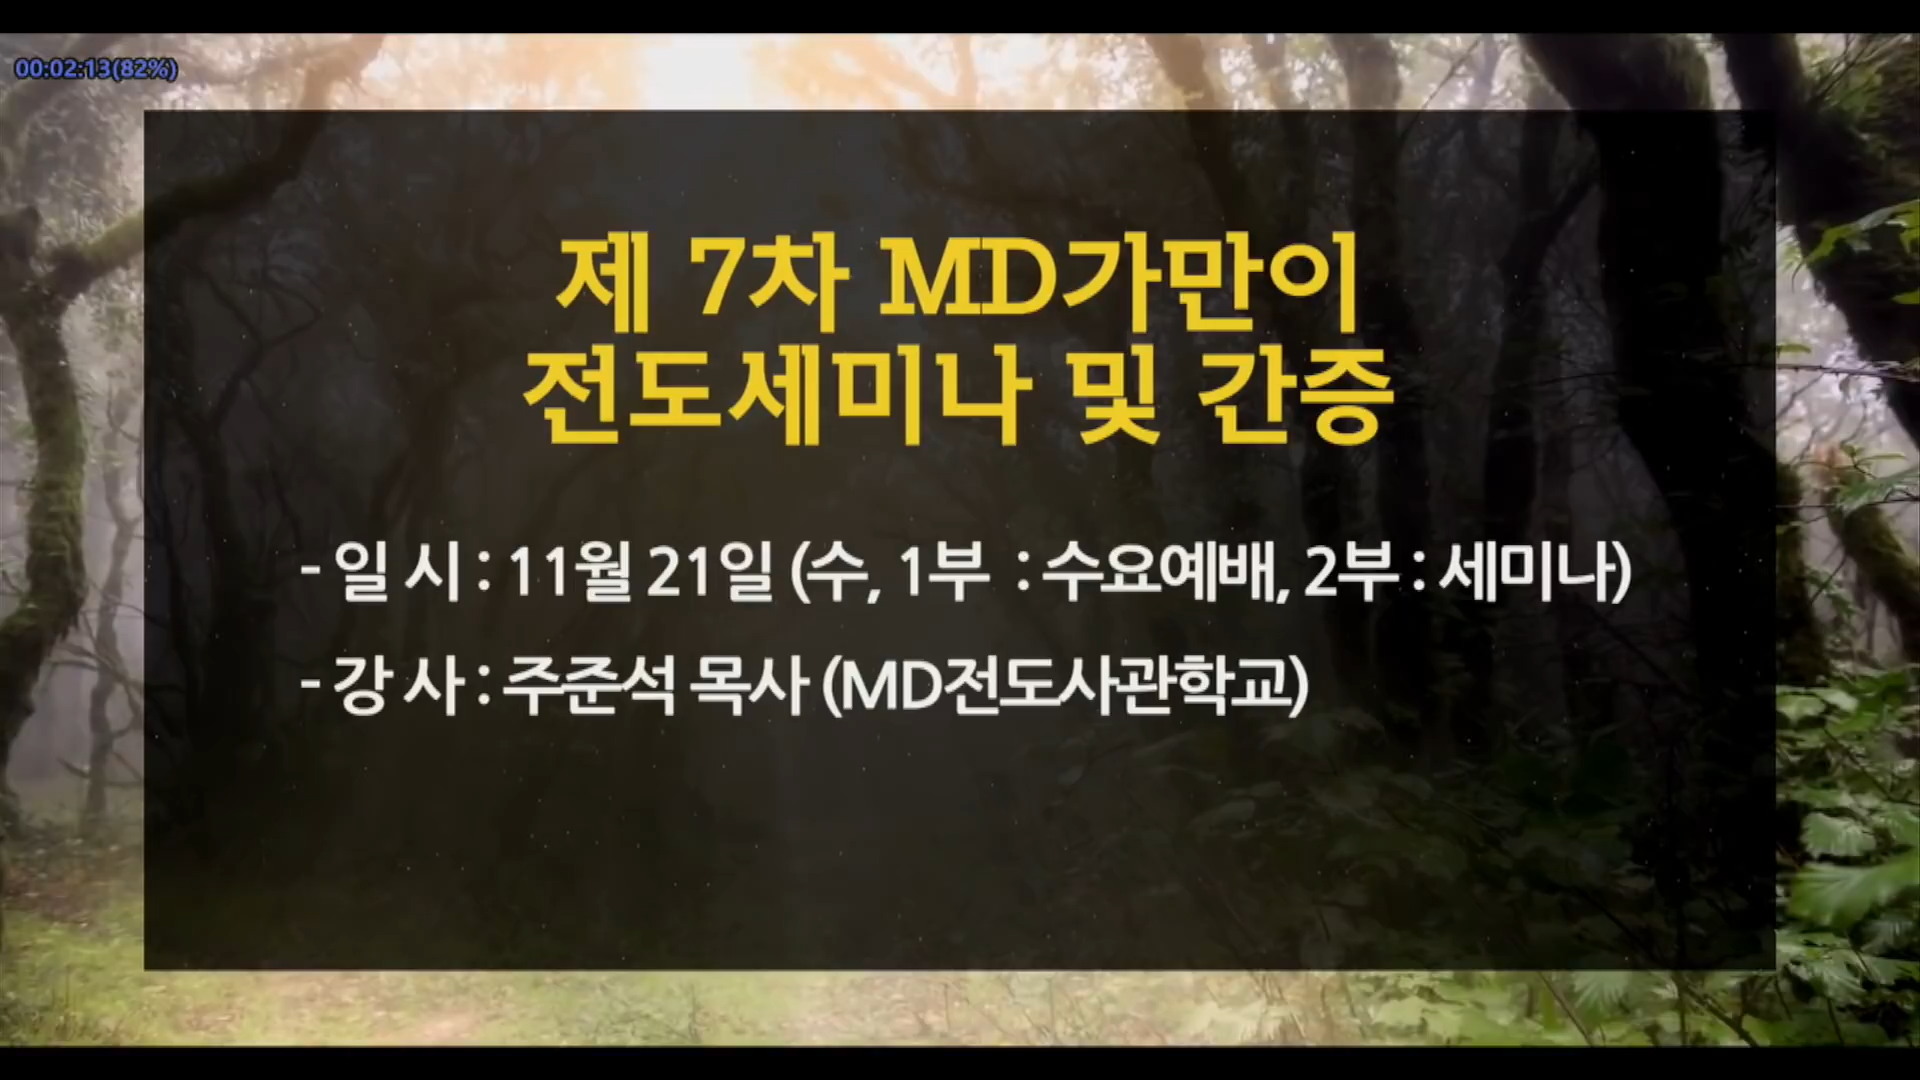 00:02:13(82%)
제 7차 MD가만이
전도세미나 및 간증
- 일 시 : 11월 21일 (수, 1부 : 수요예배, 2부 : 세미나)
- 강 사 : 주준석 목사 (MD전도사관학교)